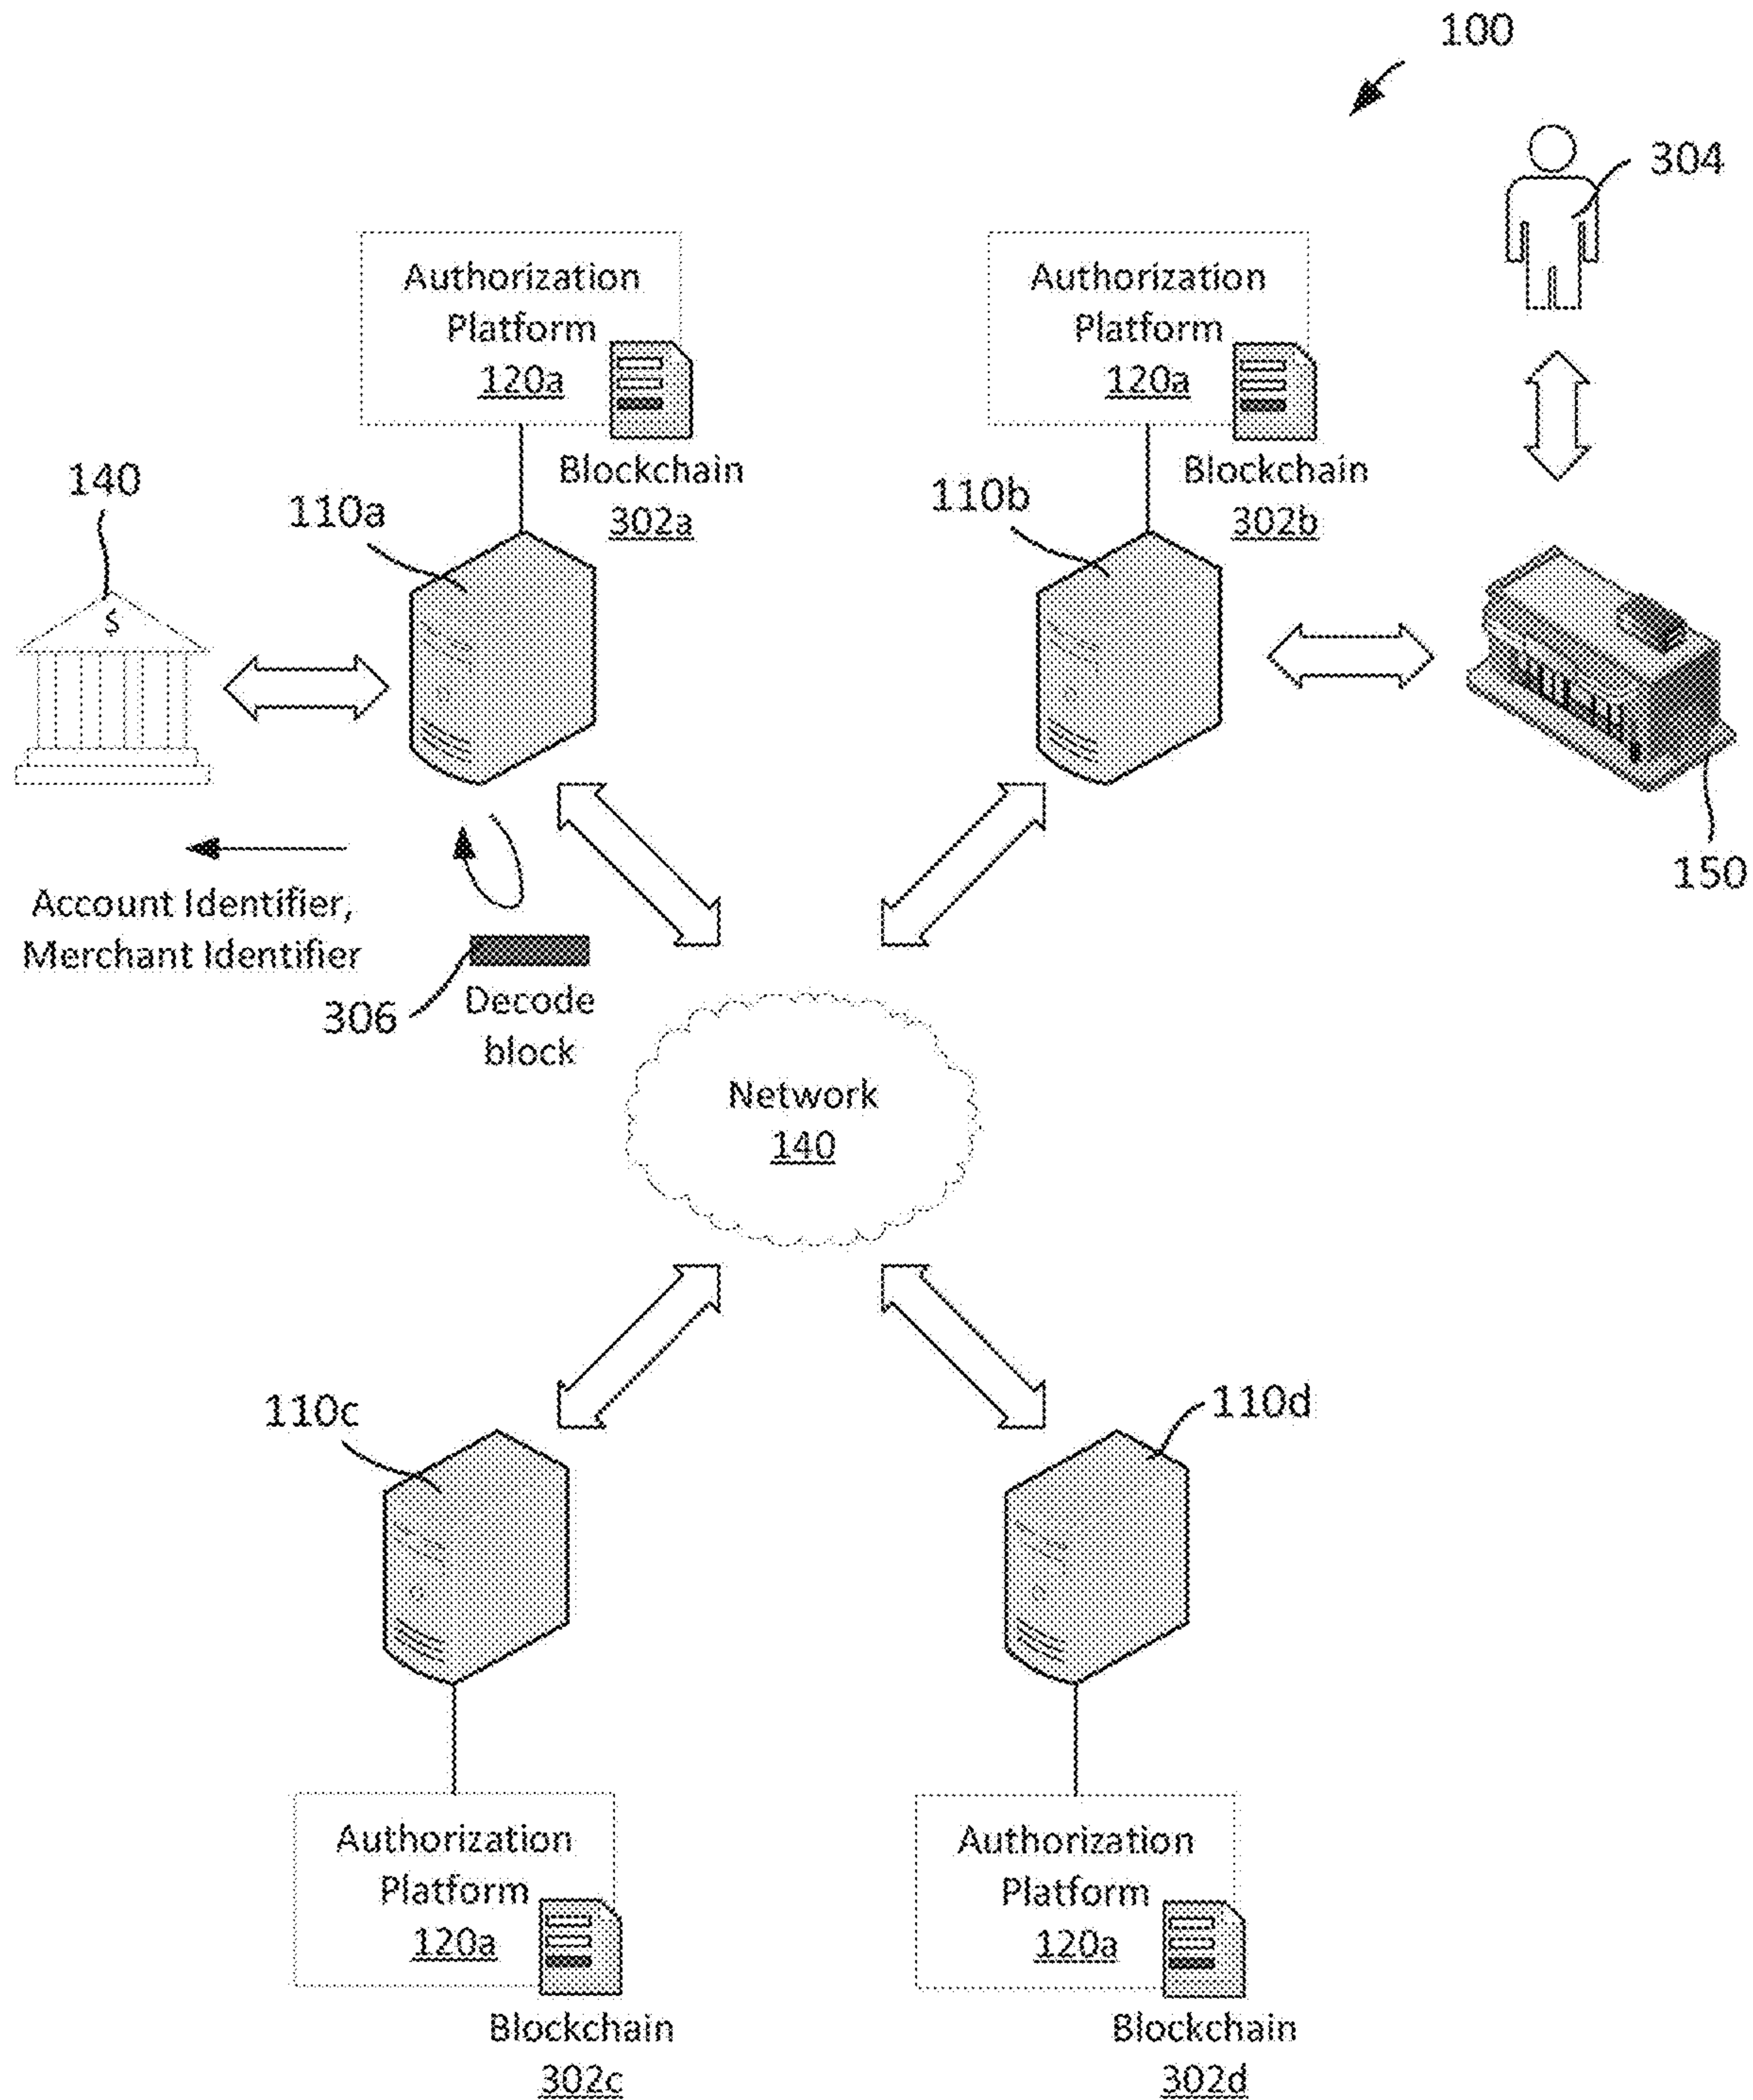 100
304
Authorization
Platform
120a
Blockchain
302a
Authorization
Platform
120a
Blockchain
302b
140
110a
110b
$
150
Account Identifier,
Merchant Identifier
306
Decode
block
Network
140
110c
110d
Authorization
Platform
120a
Blockchain
302c
Authorization
Platform
120a
Blockchain
302d